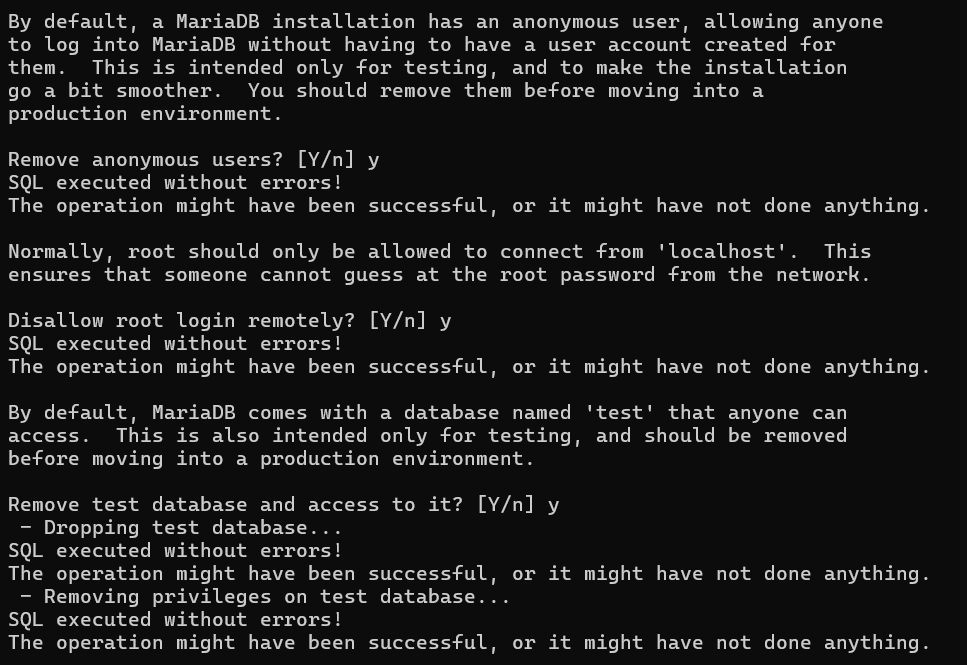 By default, a MariaDB installation has an anonymous user, allowing anyone
to log into MariaDB without having to have a user account created for
them.  This is intended only for testing, and to make the installation
go a bit smoother.  You should remove them before moving into a
production environment.

Remove anonymous users? [Y/n] y
SQL executed without errors!
The operation might have been successful, or it might have not done anything.

Normally, root should only be allowed to connect from 'localhost'.  This
ensures that someone cannot guess at the root password from the network.

Disallow root login remotely? [Y/n] y
SQL executed without errors!
The operation might have been successful, or it might have not done anything.

By default, MariaDB comes with a database named 'test' that anyone can
access.  This is also intended only for testing, and should be removed
before moving into a production environment.

Remove test database and access to it? [Y/n] y
 - Dropping test database...
SQL executed without errors!
The operation might have been successful, or it might have not done anything.
 - Removing privileges on test database...
SQL executed without errors!
The operation might have been successful, or it might have not done anything.